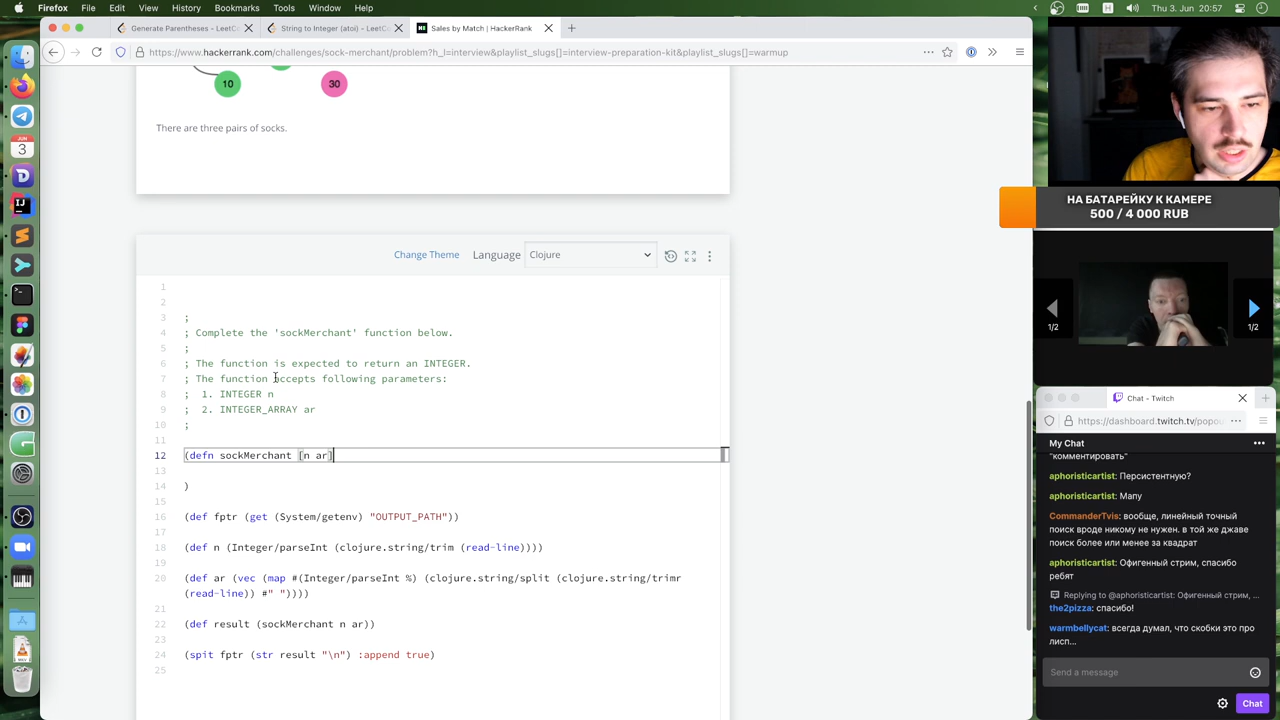 Firefox File Edit View History Bookmarks Tools Window Help
Thu 3 Jun 20:57
Generate Parentheses - LeetC
String to Integer (atoi) - LeetC
Sales by Match | HackerRank
https://www.hackerrank.com/challenges/sock-merchant/problem?h_l=interview&playlist_slugs[]=interview-preparation-kit&playlist_slugs[]=warmup
10
30
There are three pairs of socks.
Change Theme Language Clojure
1
2
3 ;
4 ; Complete the 'sockMerchant' function below.
5 ;
6 ; The function is expected to return an INTEGER.
7 ; The function accepts following parameters:
8 ;  1. INTEGER n
9 ;  2. INTEGER_ARRAY ar
10 ;
11
12 (defn sockMerchant [n ar]
13
14 )
15
16 (def fptr (get (System/getenv) "OUTPUT_PATH"))
17
18 (def n (Integer/parseInt (clojure.string/trim (read-line))))
19
20 (def ar (vec (map #(Integer/parseInt %) (clojure.string/split (clojure.string/trimr
(read-line)) #" "))))
21
22 (def result (sockMerchant n ar))
23
24 (spit fptr (str result "\n") :append true)
25
JUN
3
НА БАТАРЕЙКУ К КАМЕРЕ
500 / 4 000 RUB
1/2
1/2
Chat - Twitch
https://dashboard.twitch.tv/popou
My Chat
"комментировать"
aphoristicartist: Персистентную?
aphoristicartist: Мапу
CommanderTvis: вообще, линейный точный
поиск вроде никому не нужен. в той же джаве
поиск более или менее за квадрат
aphoristicartist: Офигенный стрим, спасибо
ребят
Replying to @aphoristicartist: Офигенный стрим, ...
the2pizza: спасибо!
warmbellycat: всегда думал, что скобки это про
лисп...
Send a message
Chat